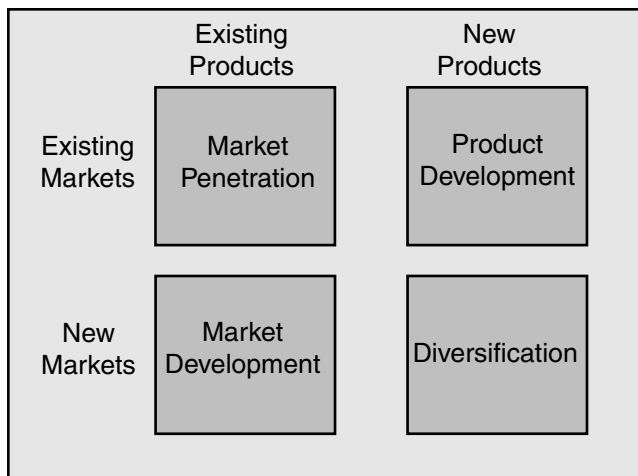 Existing
Products
New
Products
Existing
Markets
Market
Penetration
Product
Development
New
Markets
Market
Development
Diversification